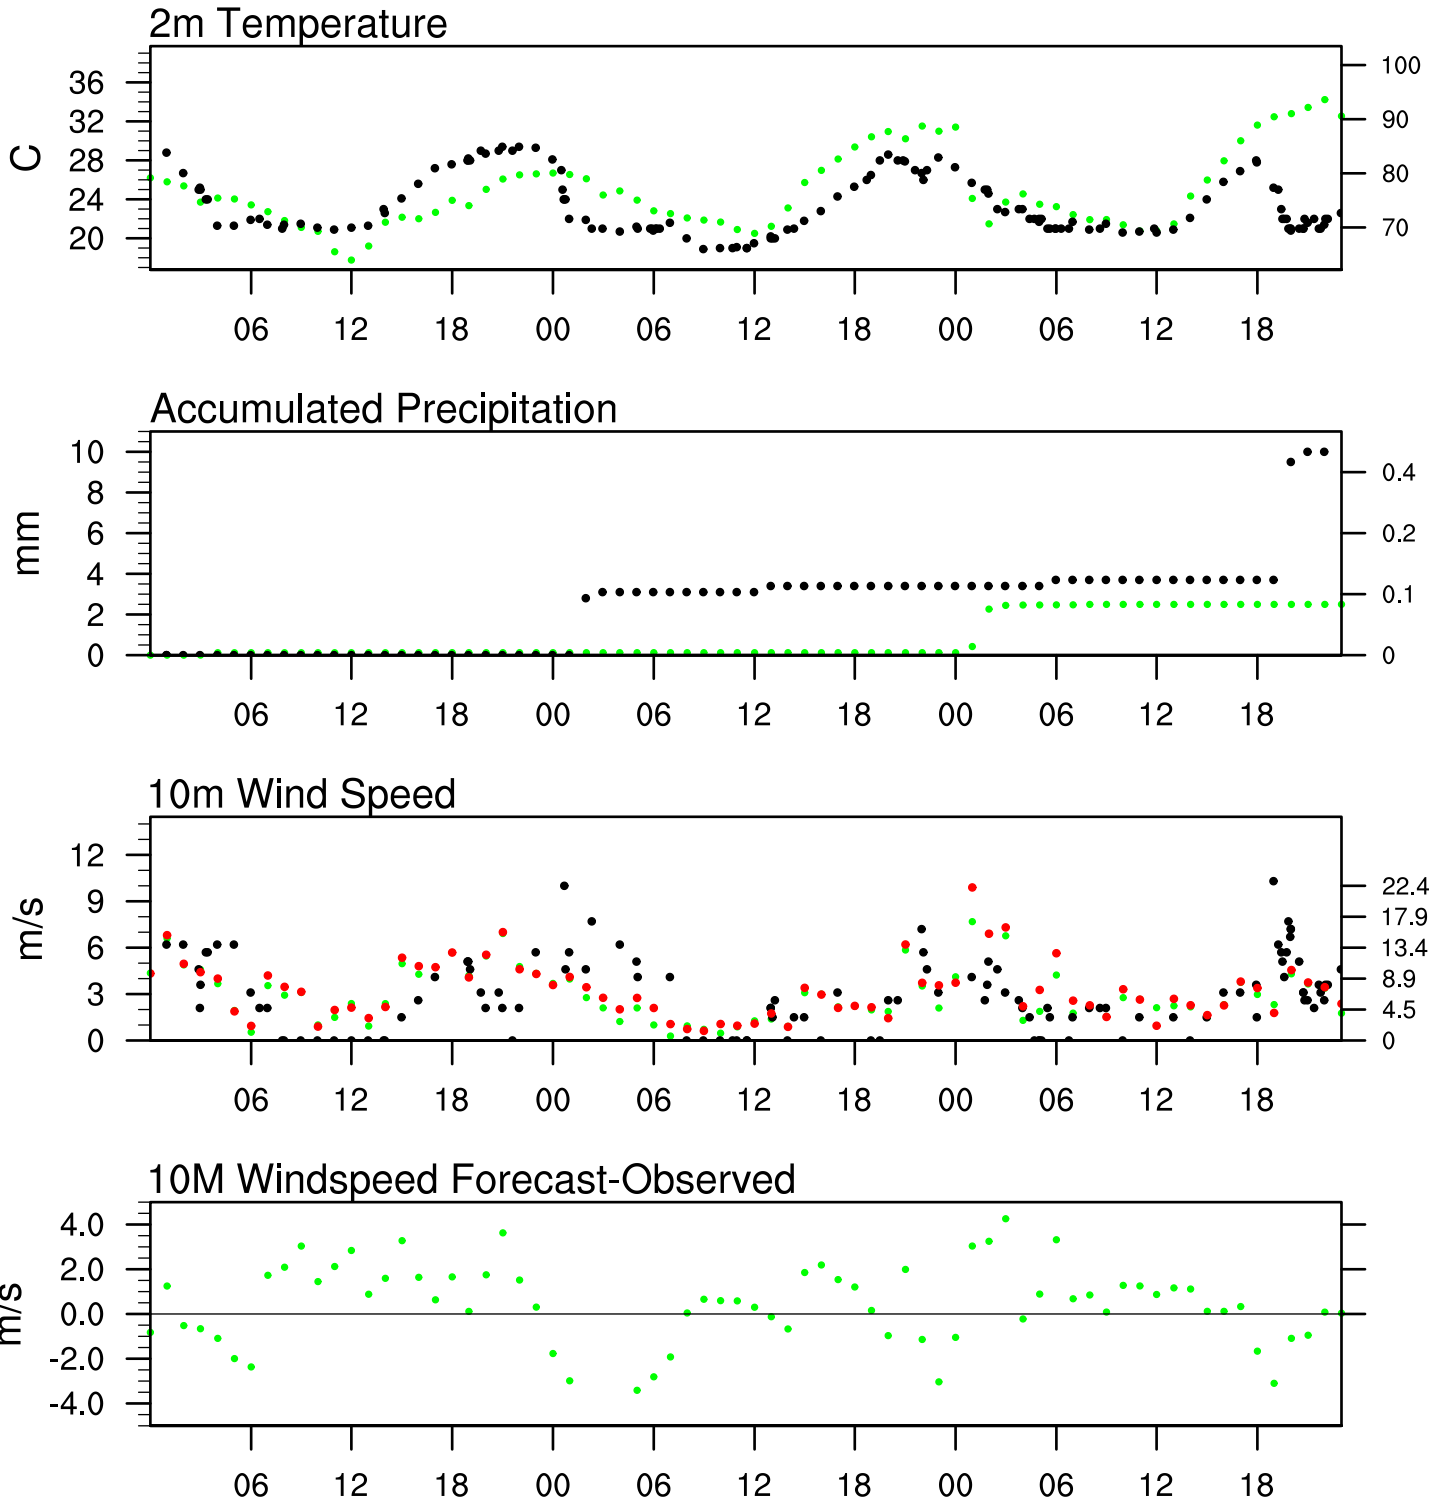 2m Temperature
36
32
28
24
20
C
100
90
80
70
06 12 18 00 06 12 18 00 06 12 18
Accumulated Precipitation
10
8
6
4
2
0
mm
0.4
0.2
0.1
0
06 12 18 00 06 12 18 00 06 12 18
10m Wind Speed
12
9
6
3
0
m/s
22.4
17.9
13.4
8.9
4.5
0
06 12 18 00 06 12 18 00 06 12 18
10M Windspeed Forecast-Observed
4.0
2.0
0.0
-2.0
-4.0
m/s
06 12 18 00 06 12 18 00 06 12 18